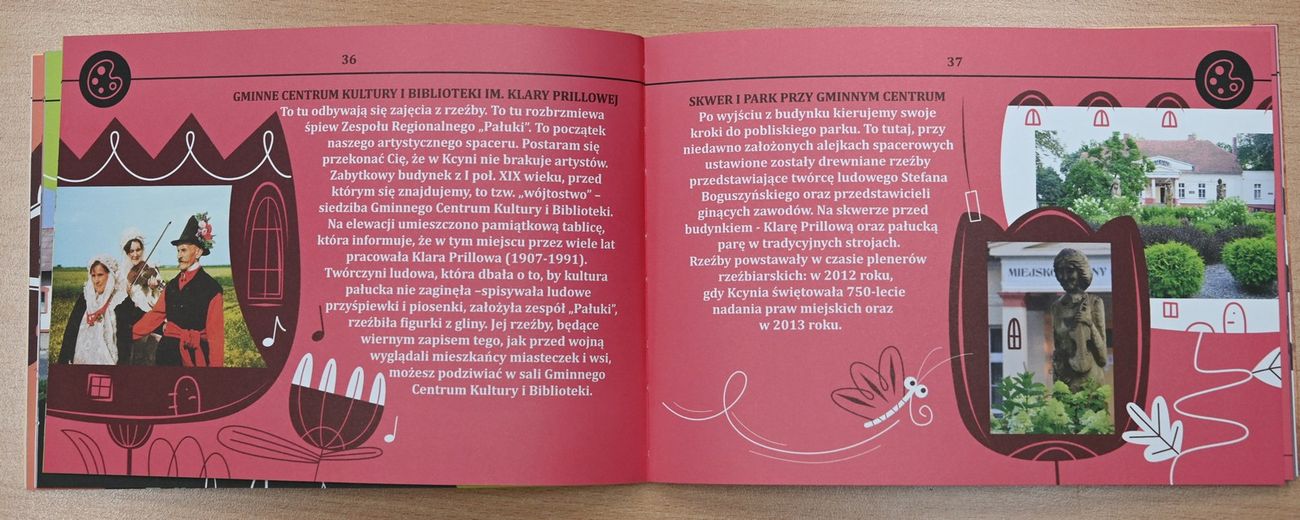 36
GMINNE CENTRUM KULTURY I BIBLIOTEKI IM. KLARY PRILLOWEJ
To tu odbywają się zajęcia z rzeźby. To tu rozbrzmiewa
śpiew Zespołu Regionalnego „Pałuki”. To początek
naszego artystycznego spaceru. Postaram się
przekonać Cię, że w Kcyni nie brakuje artystów.
Zabytkowy budynek z I poł. XIX wieku, przed
którym się znajdujemy, to tzw. „wójtostwo” –
siedziba Gminnego Centrum Kultury i Biblioteki.
Na elewacji umieszczono pamiątkową tablicę,
która informuje, że w tym miejscu przez wiele lat
pracowała Klara Prillowa (1907-1991).
Twórczyni ludowa, która dbała o to, by kultura
pałucka nie zaginęła –spisywała ludowe
przyśpiewki i piosenki, założyła zespół „Pałuki”,
rzeźbiła figurki z gliny. Jej rzeźby, będące
wiernym zapisem tego, jak przed wojną
wyglądali mieszkańcy miasteczek i wsi,
możesz podziwiać w sali Gminnego
Centrum Kultury i Biblioteki.
37
SKWER I PARK PRZY GMINNYM CENTRUM
Po wyjściu z budynku kierujemy swoje
kroki do pobliskiego parku. To tutaj, przy
niedawno założonych alejkach spacerowych
ustawione zostały drewniane rzeźby
przedstawiające twórcę ludowego Stefana
Boguszyńskiego oraz przedstawicieli
ginących zawodów. Na skwerze przed
budynkiem - Klarę Prillową oraz pałucką
parę w tradycyjnych strojach.
Rzeźby powstawały w czasie plenerów
rzeźbiarskich: w 2012 roku,
gdy Kcynia świętowała 750-lecie
nadania praw miejskich oraz
w 2013 roku.